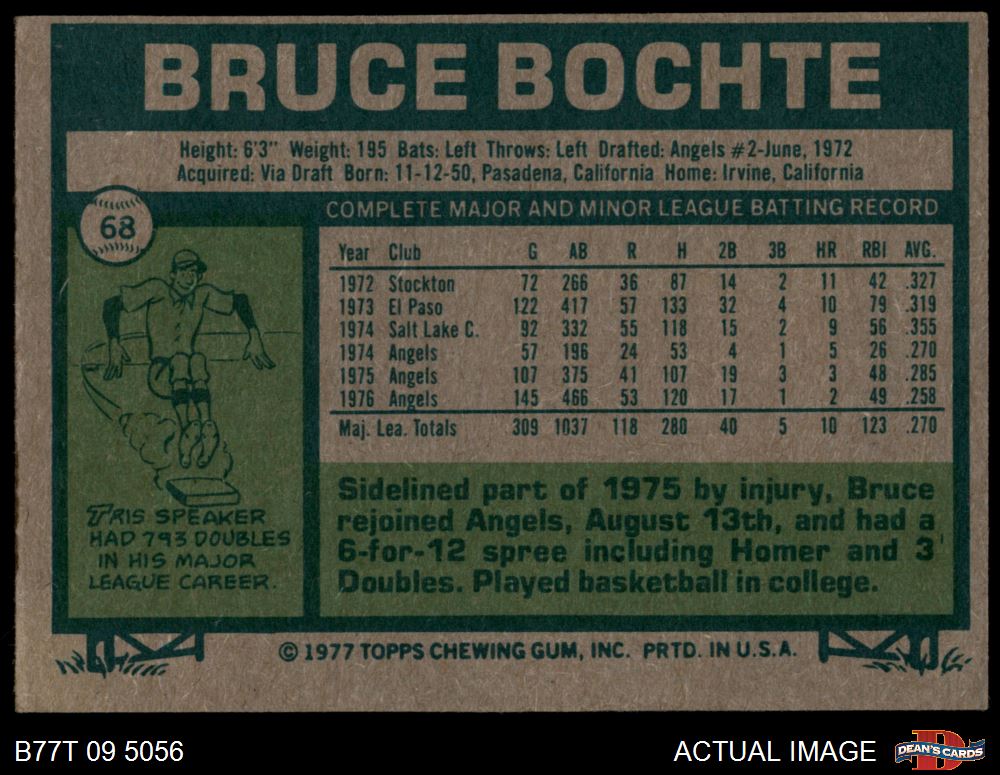 BRUCE BOCHTE
Height: 6'3" Weight: 195 Bats: Left Throws: Left Drafted: Angels #2-June, 1972
Acquired: Via Draft Born: 11-12-50, Pasadena, California Home: Irvine, California
68
COMPLETE MAJOR AND MINOR LEAGUE BATTING RECORD
Year Club G AB R H 2B 3B HR RBI AVG.
1972 Stockton 72 266 36 87 14 2 11 42 .327
1973 El Paso 122 417 57 133 32 4 10 79 .319
1974 Salt Lake C. 92 332 55 118 15 2 9 56 .355
1974 Angels 57 196 24 53 4 1 5 26 .270
1975 Angels 107 375 41 107 19 3 3 48 .285
1976 Angels 145 466 53 120 17 1 2 49 .258
Maj. Lea. Totals 309 1037 118 280 40 5 10 123 .270
TRIS SPEAKER
HAD 793 DOUBLES
IN HIS MAJOR
LEAGUE CAREER.
Sidelined part of 1975 by injury, Bruce
rejoined Angels, August 13th, and had a
6-for-12 spree including Homer and 3
Doubles. Played basketball in college.
© 1977 TOPPS CHEWING GUM, INC. PRTD. IN U.S.A.
B77T 09 5056
ACTUAL IMAGE
DEAN'S CARDS